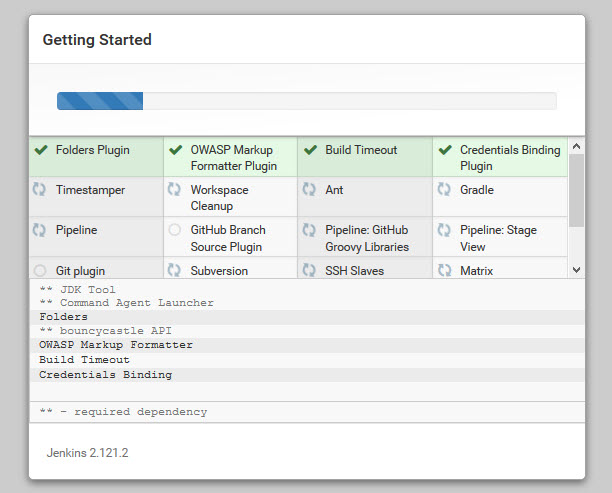 Getting Started
Folders Plugin
OWASP Markup
Formatter Plugin
Build Timeout
Credentials Binding
Plugin
Timestamper
Workspace
Cleanup
Ant
Gradle
Pipeline
GitHub Branch
Source Plugin
Pipeline: GitHub
Groovy Libraries
Pipeline: Stage
View
Git plugin
Subversion
SSH Slaves
Matrix
** JDK Tool
** Command Agent Launcher
Folders
** bouncycastle API
OWASP Markup Formatter
Build Timeout
Credentials Binding
** - required dependency
Jenkins 2.121.2